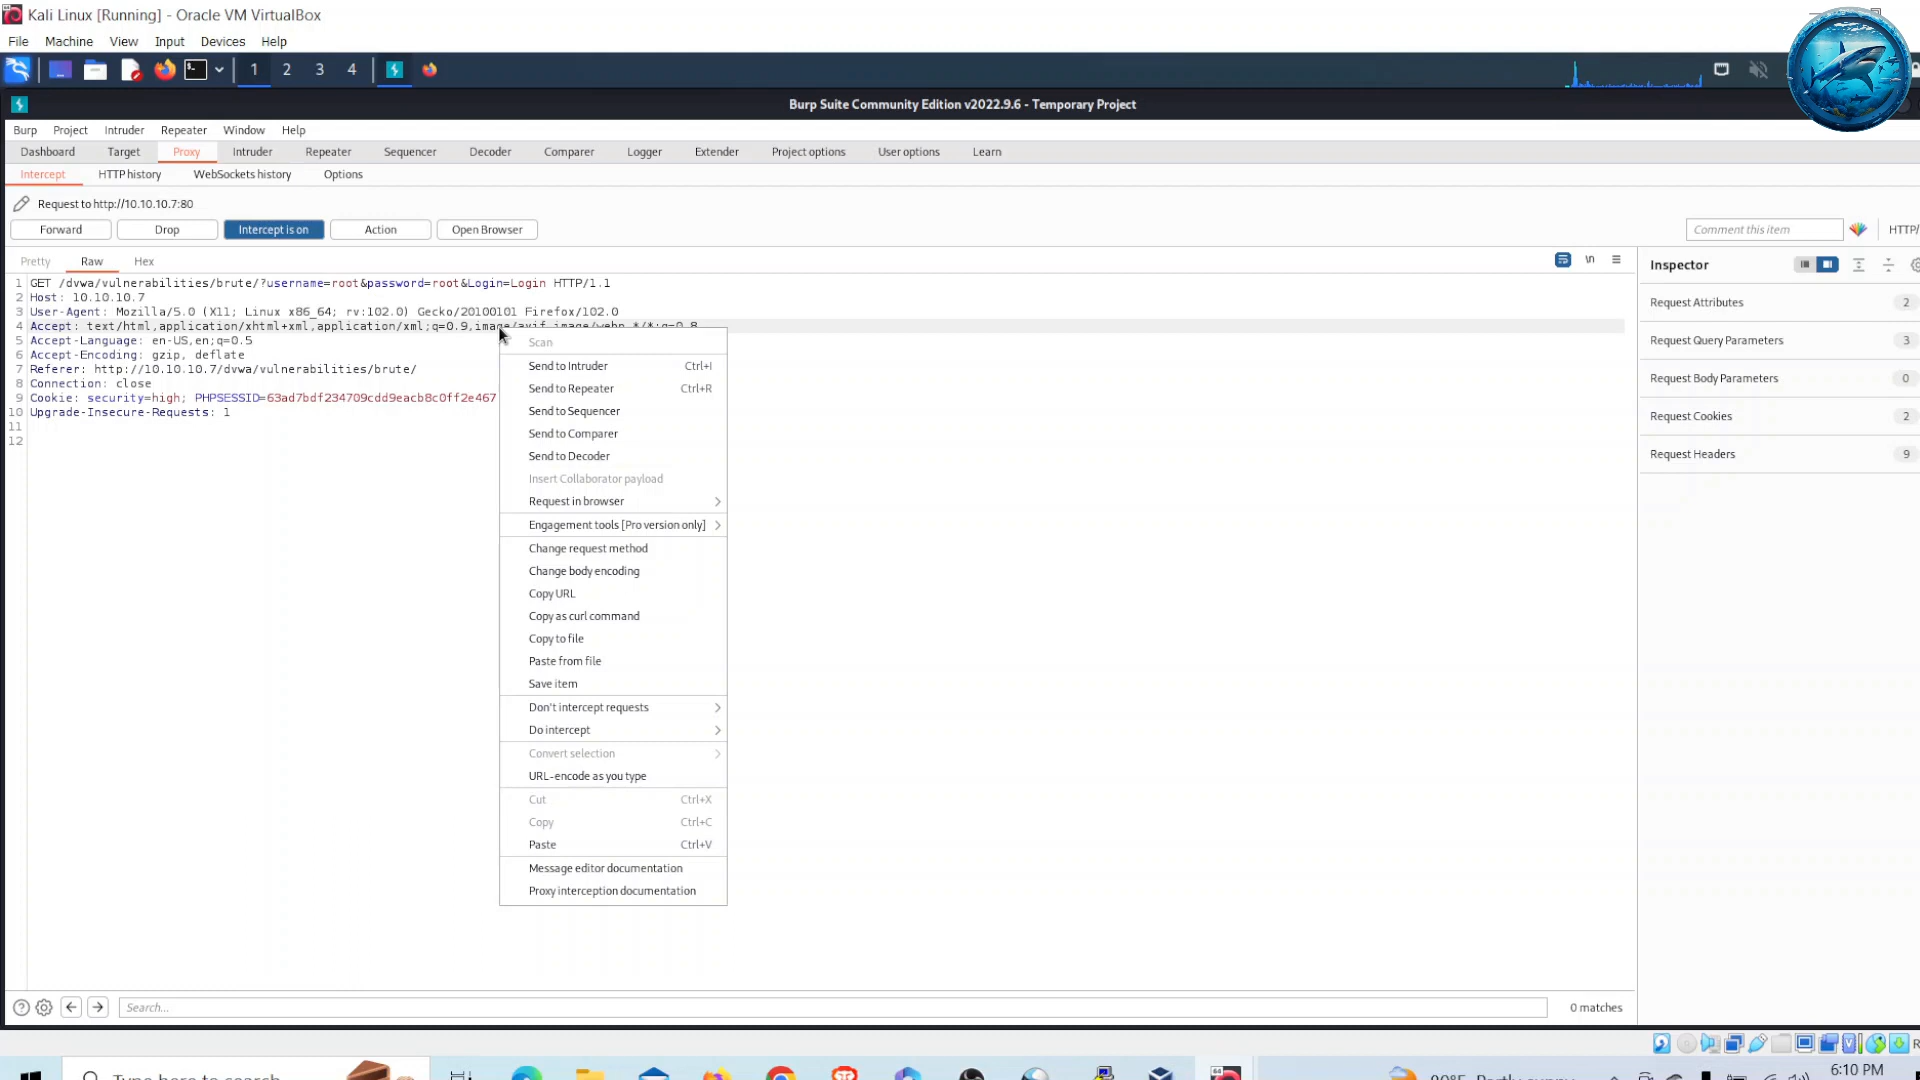 Kali Linux [Running] - Oracle VM VirtualBox
File Machine View Input Devices Help
1 2 3 4
Burp Suite Community Edition v2022.9.6 - Temporary Project
Burp Project Intruder Repeater Window Help
Dashboard Target Proxy Intruder Repeater Sequencer Decoder Comparer Logger Extender Project options User options Learn
Intercept HTTP history WebSockets history Options
Request to http://10.10.10.7:80
Forward Drop Intercept is on Action Open Browser Comment this item HTTP/
Pretty Raw Hex \n
Inspector
1 GET /dvwa/vulnerabilities/brute/?username=root&password=root&Login=Login HTTP/1.1
2 Host: 10.10.10.7
3 User-Agent: Mozilla/5.0 (X11; Linux x86_64; rv:102.0) Gecko/20100101 Firefox/102.0
4 Accept: text/html,application/xhtml+xml,application/xml;q=0.9,image/avif,image/webp,*/*;q=0.8
5 Accept-Language: en-US,en;q=0.5
6 Accept-Encoding: gzip, deflate
7 Referer: http://10.10.10.7/dvwa/vulnerabilities/brute/
8 Connection: close
9 Cookie: security=high; PHPSESSID=63ad7bdf234709cdd9eacb8c0ff2e467
10 Upgrade-Insecure-Requests: 1
11
12
Scan
Send to Intruder Ctrl+I
Send to Repeater Ctrl+R
Send to Sequencer
Send to Comparer
Send to Decoder
Insert Collaborator payload
Request in browser
Engagement tools [Pro version only]
Change request method
Change body encoding
Copy URL
Copy as curl command
Copy to file
Paste from file
Save item
Don't intercept requests
Do intercept
Convert selection
URL-encode as you type
Cut Ctrl+X
Copy Ctrl+C
Paste Ctrl+V
Message editor documentation
Proxy interception documentation
Request Attributes 2
Request Query Parameters 3
Request Body Parameters 0
Request Cookies 2
Request Headers 9
Search... 0 matches
Type here to search
6:10 PM